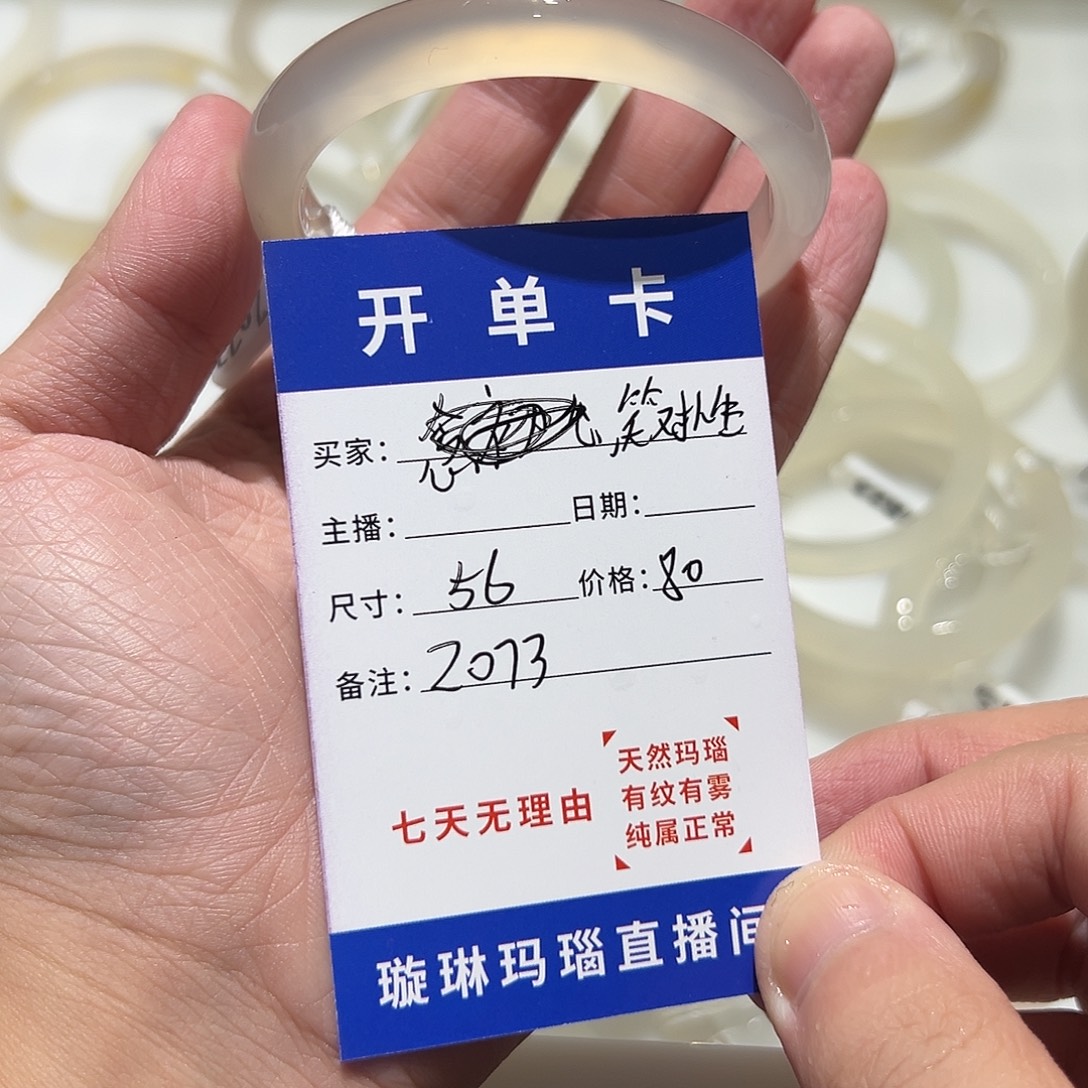 开单卡
买家: 笑对人生
主播: 日期:
尺寸: 56 价格: 80
备注: 2073
七天无理由
天然玛瑙
有纹有雾
纯属正常
璇琳玛瑙直播间